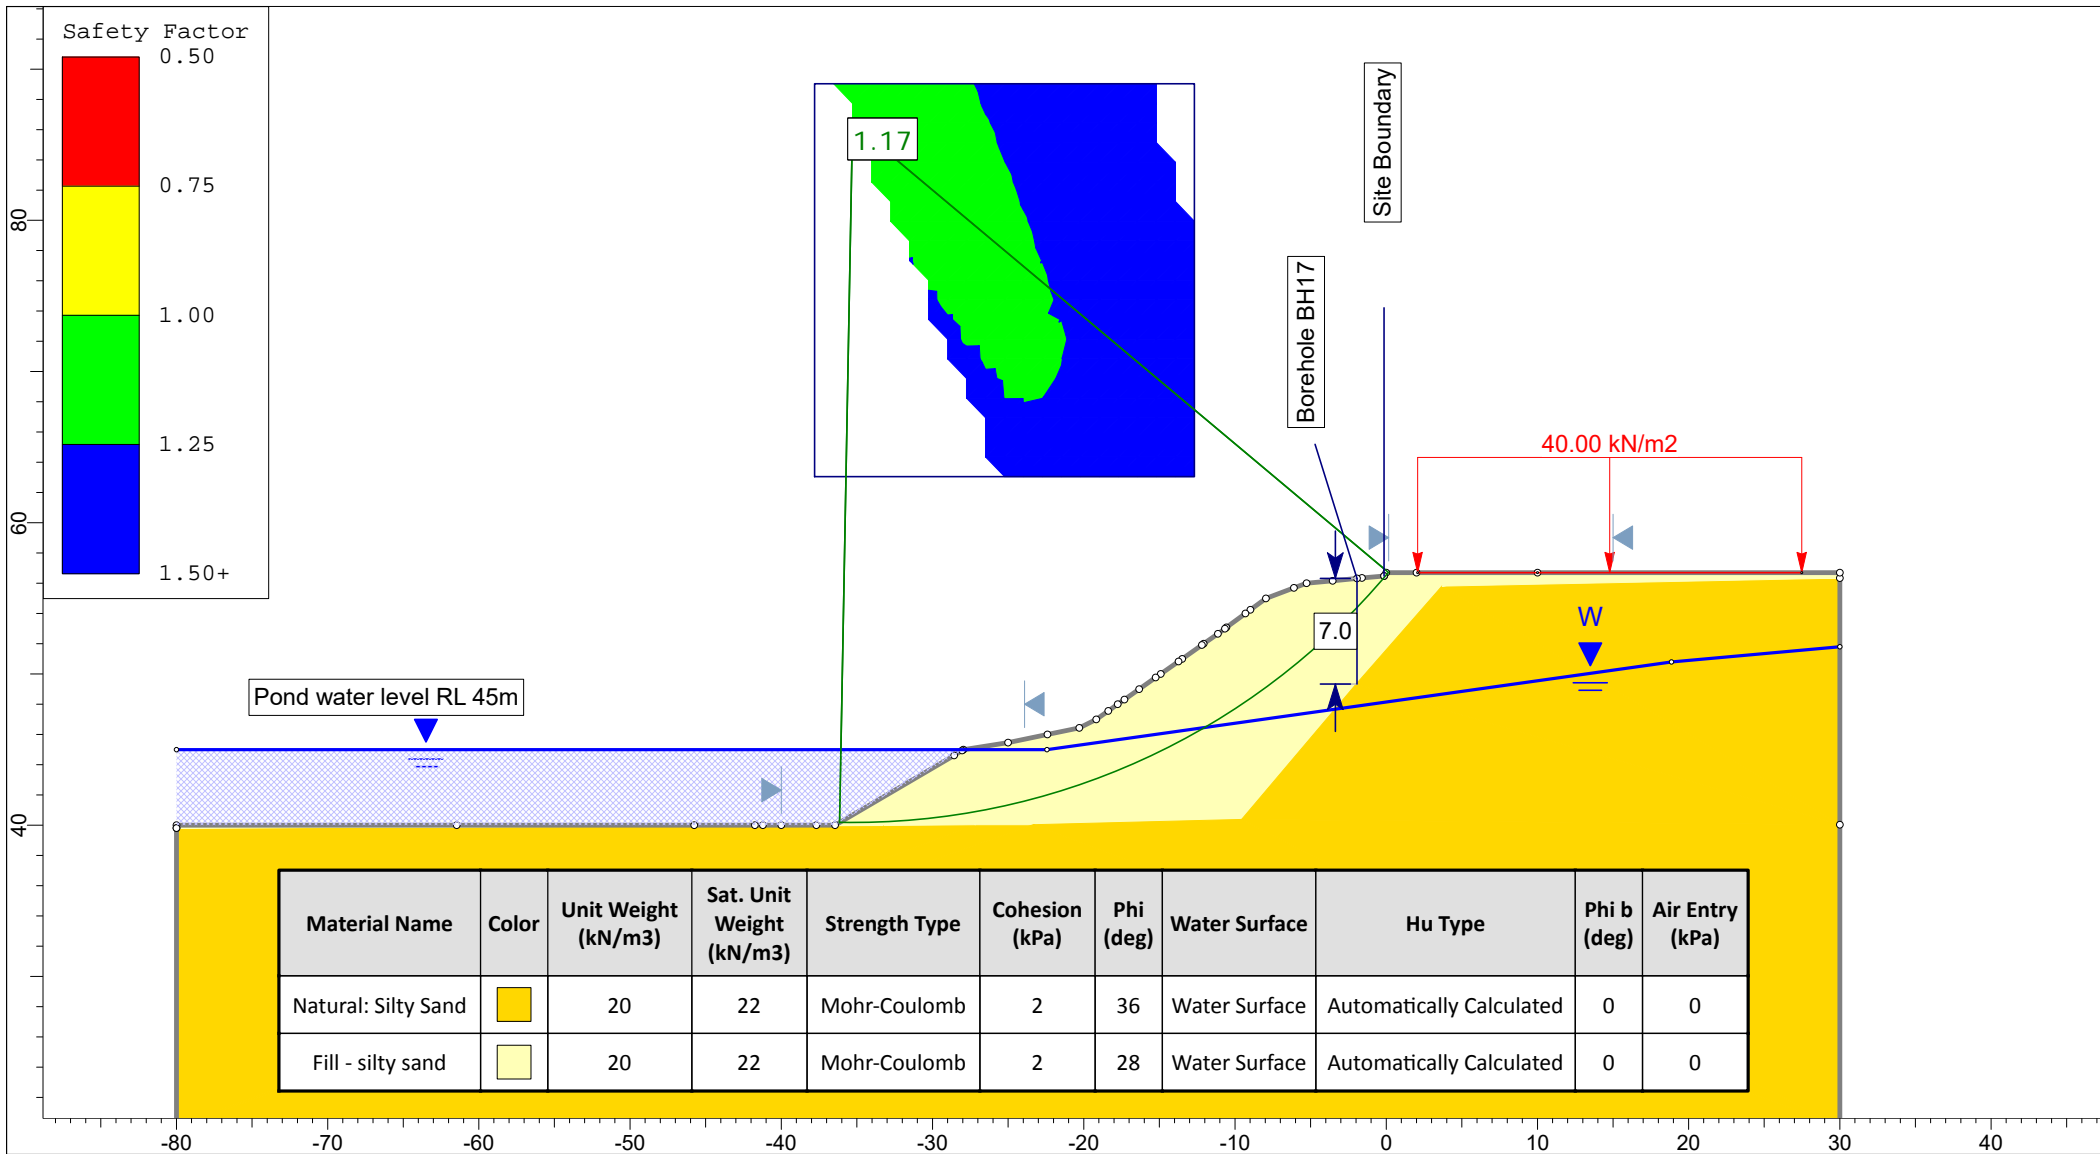 Safety Factor
0.50
0.75
1.00
1.25
1.50+
1.17
Site Boundary
Borehole BH17
40.00 kN/m2
W
7.0
Pond water level RL 45m
80
60
40
Material Name Color Unit Weight (kN/m3) Sat. Unit Weight (kN/m3) Strength Type Cohesion (kPa) Phi (deg) Water Surface Hu Type Phi b (deg) Air Entry (kPa)
Natural: Silty Sand 20 22 Mohr-Coulomb 2 36 Water Surface Automatically Calculated 0 0
Fill - silty sand 20 22 Mohr-Coulomb 2 28 Water Surface Automatically Calculated 0 0
-80 -70 -60 -50 -40 -30 -20 -10 0 10 20 30 40